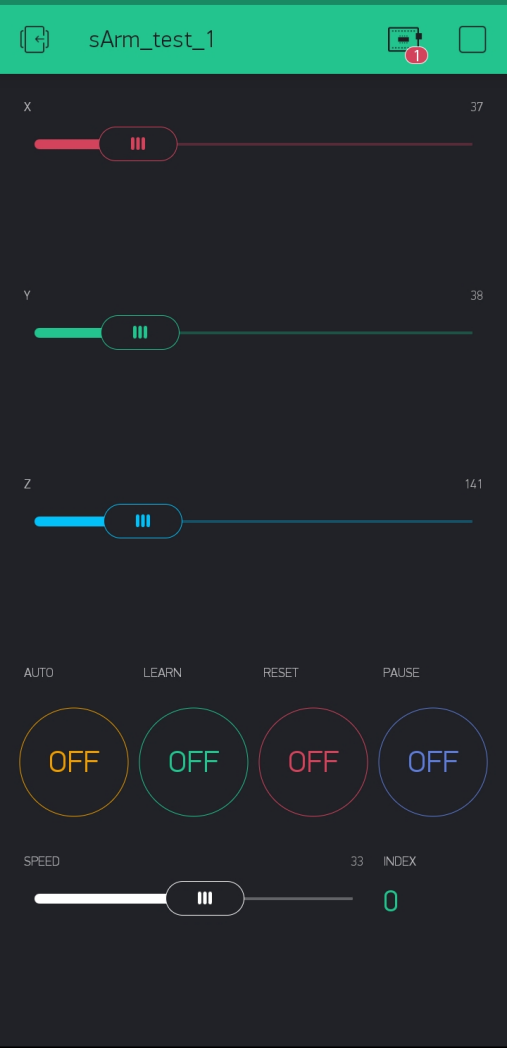 sArm_test_1
1
X 37
Y 38
Z 141
AUTO LEARN RESET PAUSE
OFF OFF OFF OFF
SPEED 33 INDEX
0